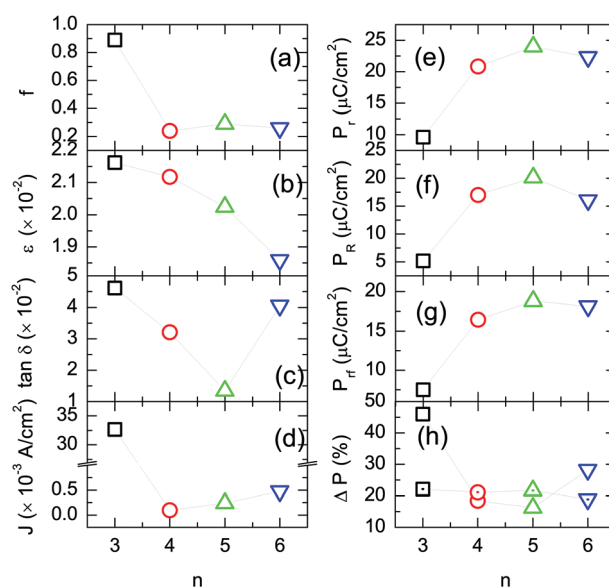 1.0
0.8
0.6
0.4
0.2
f
(a)
2.2
2.1
2.0
1.9
ε (× 10⁻²)
(b)
5
4
3
2
1
tan δ (× 10⁻²)
(c)
35
30
0.5
0.0
J (× 10⁻³ A/cm²)
(d)
3 4 5 6
n
25
20
15
10
Pᵣ (μC/cm²)
(e)
25
20
15
10
5
0
P_R (μC/cm²)
(f)
20
15
10
5
P_rf (μC/cm²)
(g)
50
40
30
20
10
Δ P (%)
(h)
3 4 5 6
n